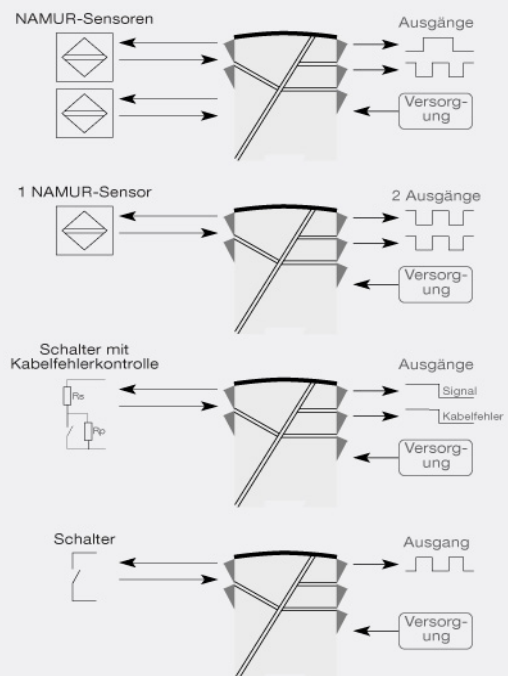 NAMUR-Sensoren
Ausgänge
Versorg-
ung
1 NAMUR-Sensor
2 Ausgänge
Versorg-
ung
Schalter mit
Kabelfehlerkontrolle
Rs
Rp
Ausgänge
Signal
Kabelfehler
Versorg-
ung
Schalter
Ausgang
Versorg-
ung